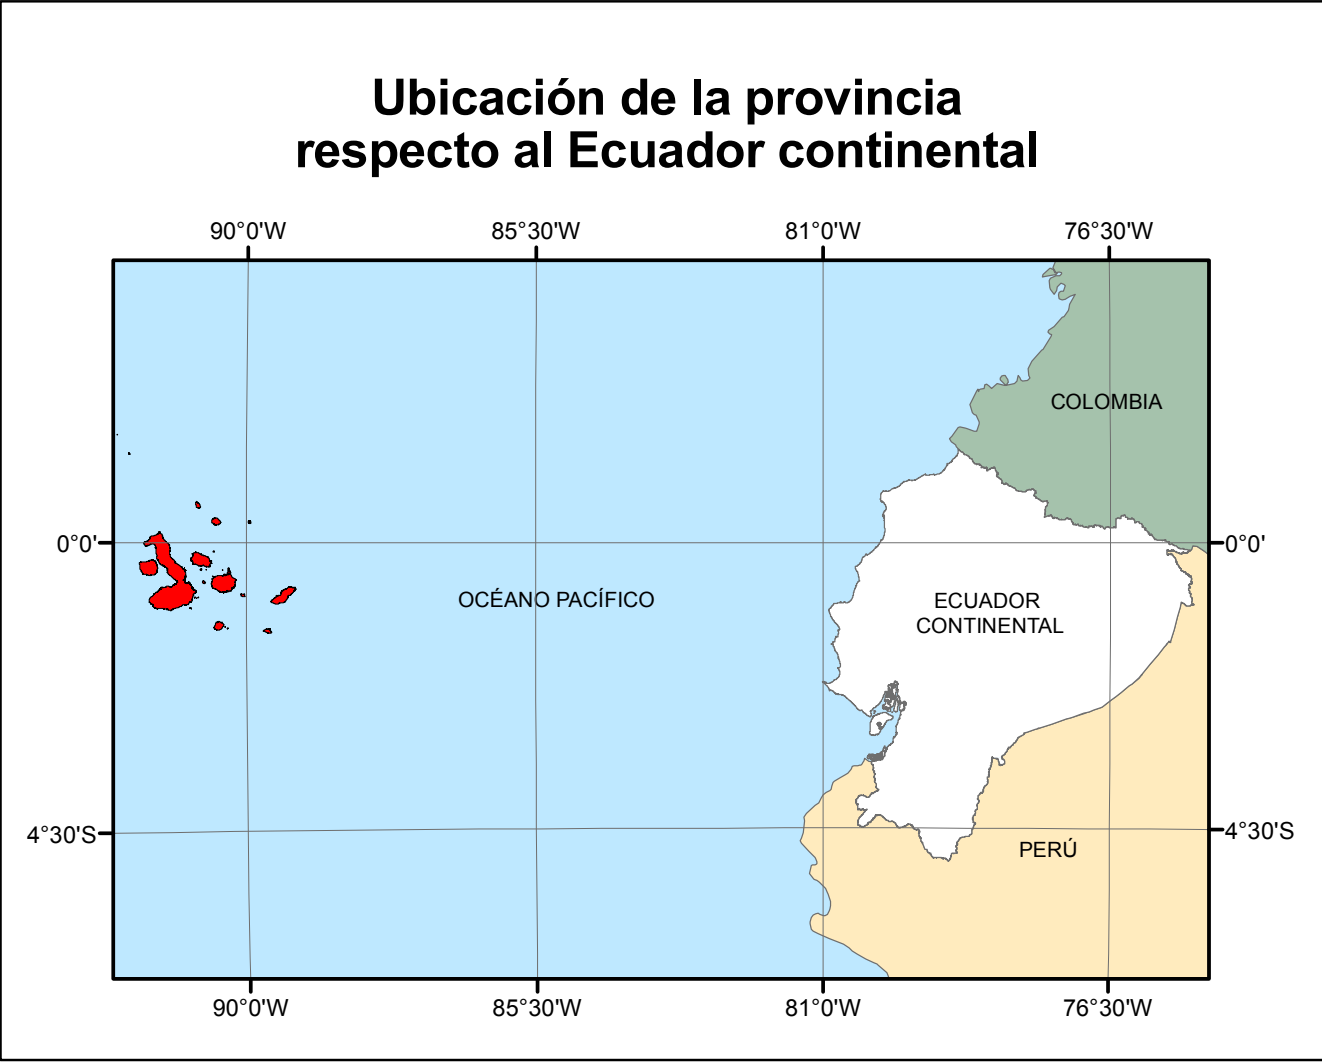 Ubicación de la provincia
respecto al Ecuador continental
90°0'W
85°30'W
81°0'W
76°30'W
COLOMBIA
0°0'
0°0'
OCÉANO PACÍFICO
ECUADOR
CONTINENTAL
4°30'S
4°30'S
PERÚ
90°0'W
85°30'W
81°0'W
76°30'W